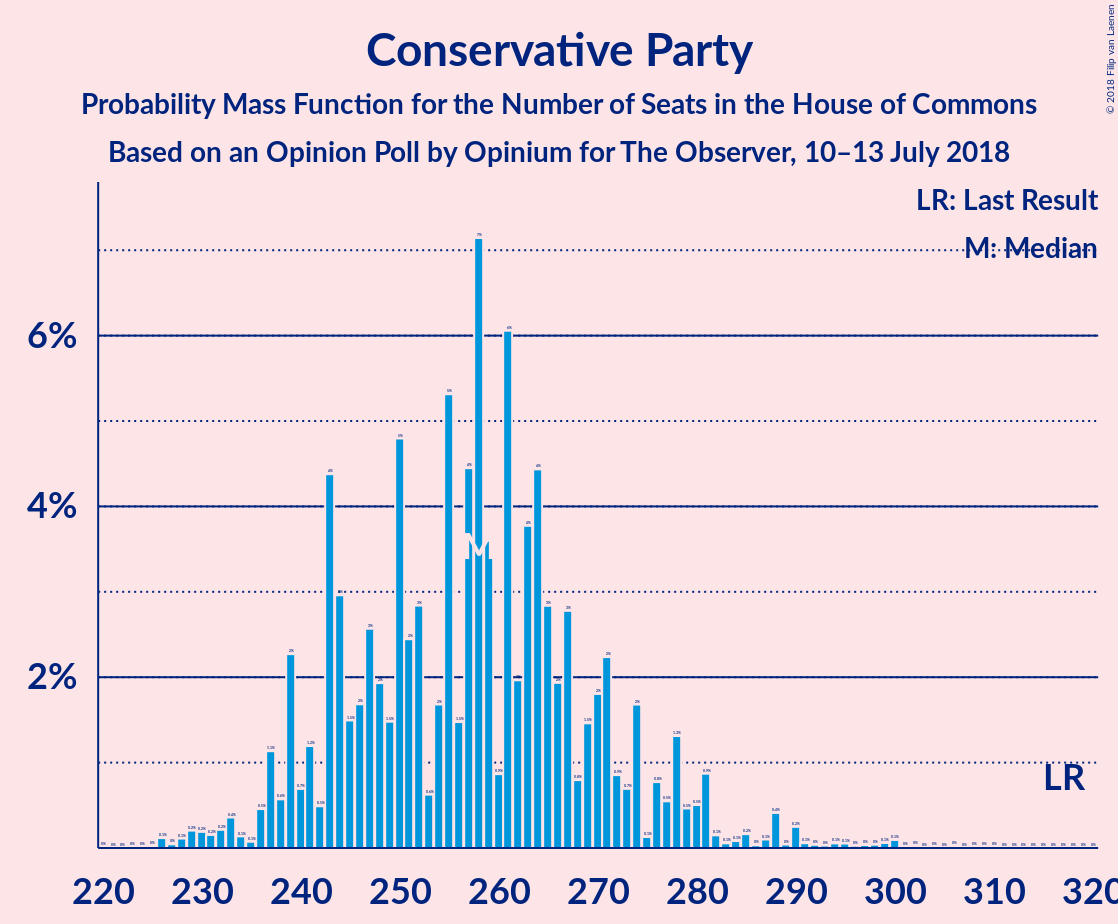 Conservative Party
Probability Mass Function for the Number of Seats in the House of Commons
Based on an Opinion Poll by Opinium for The Observer, 10–13 July 2018
© 2018 Filip van Laenen
LR: Last Result
M: Median
6%
4%
2%
M
LR
220 230 240 250 260 270 280 290 300 310 320